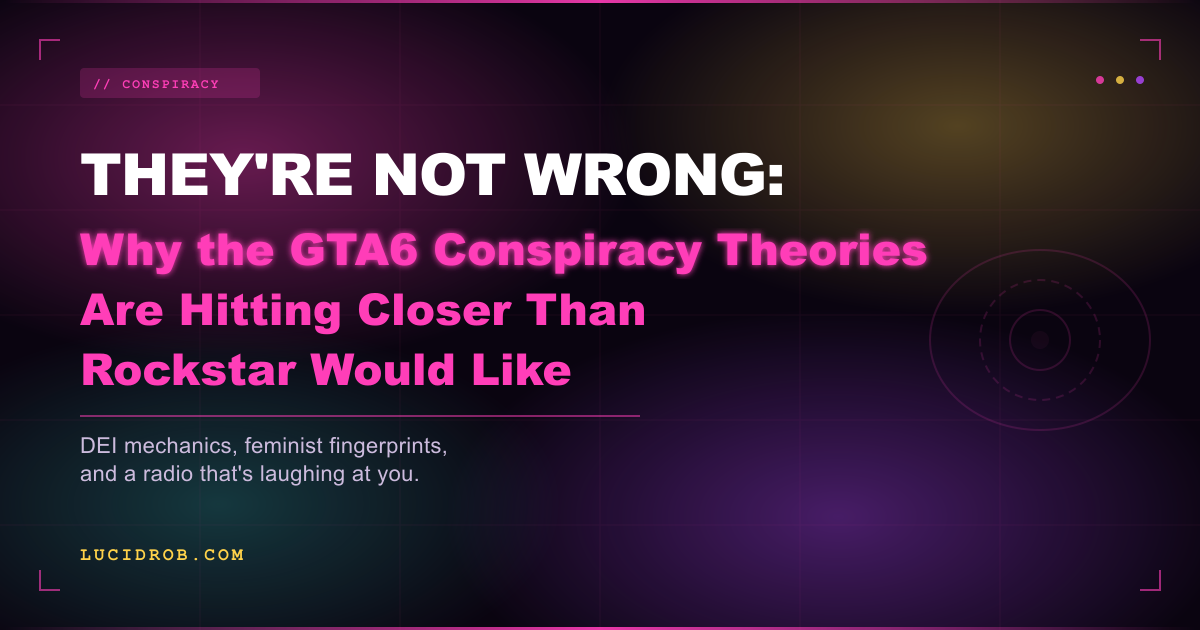 // CONSPIRACY
THEY'RE NOT WRONG:
Why the GTA6 Conspiracy Theories
Are Hitting Closer Than
Rockstar Would Like
DEI mechanics, feminist fingerprints,
and a radio that's laughing at you.
LUCIDROB.COM